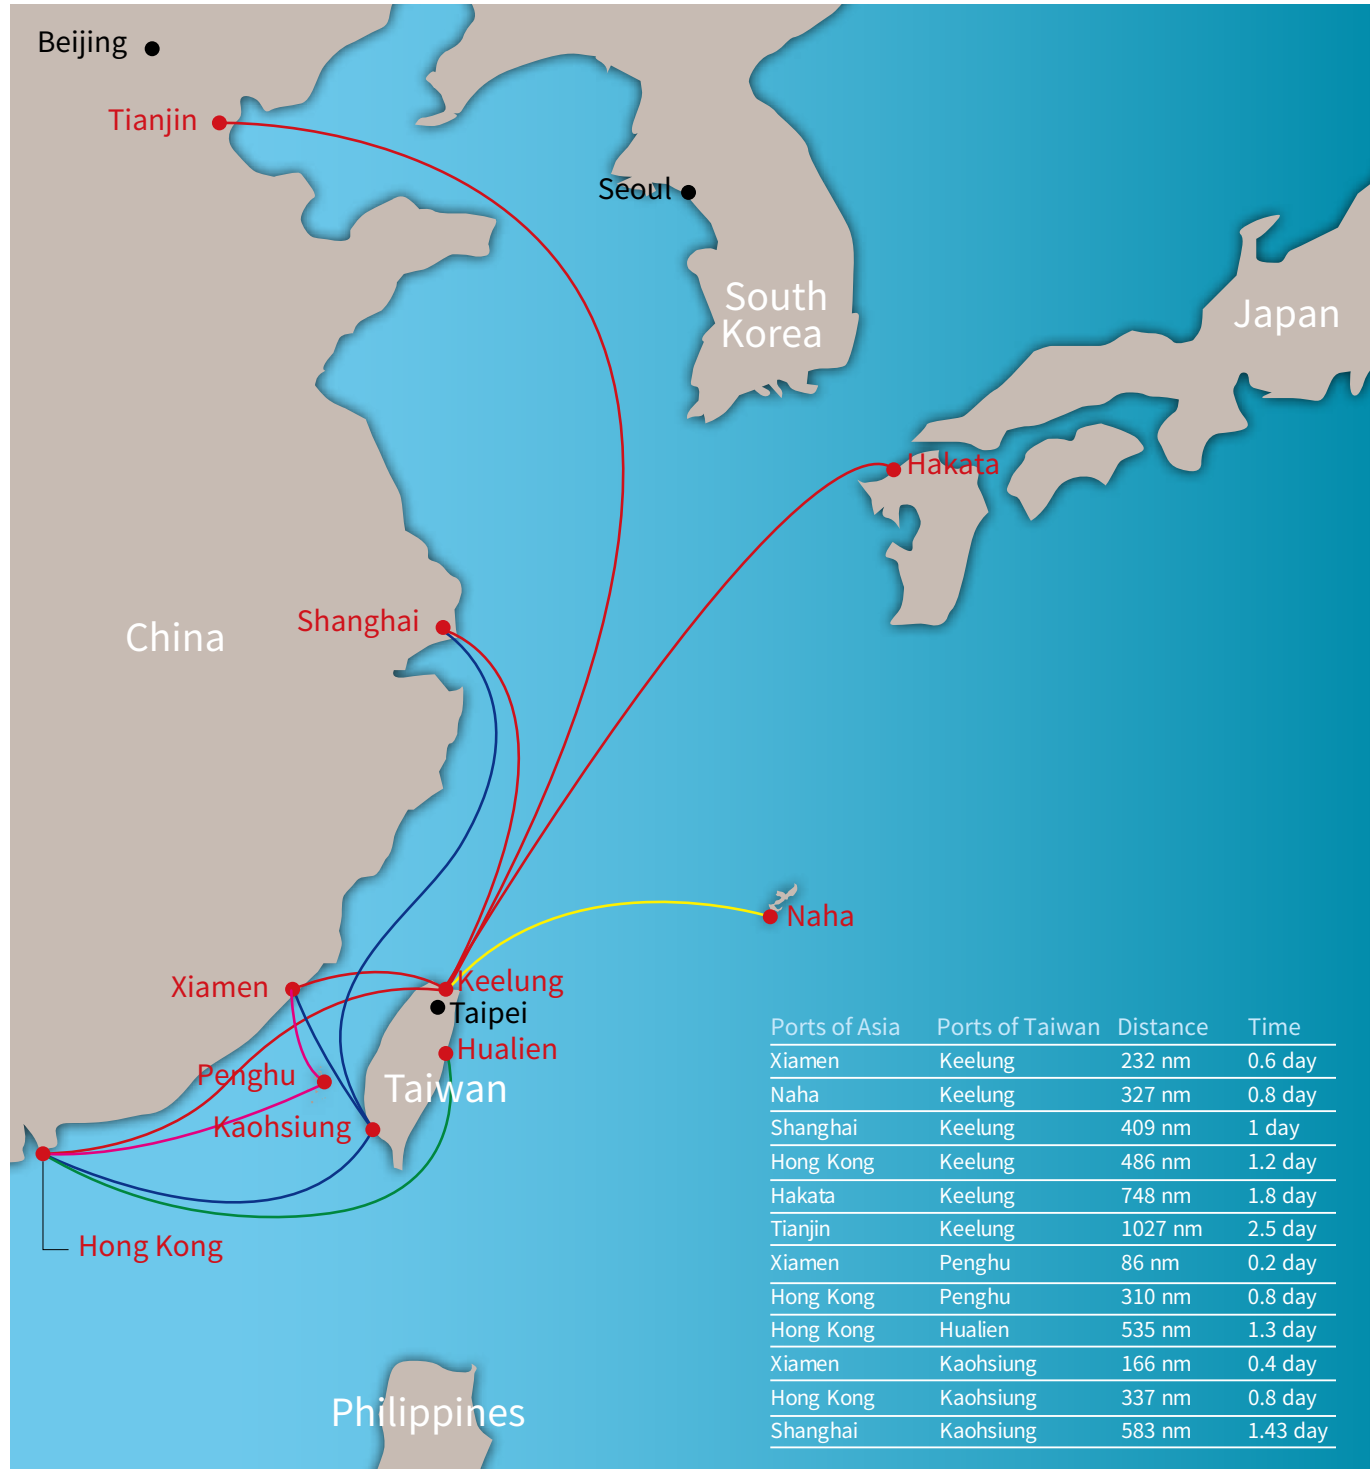 Beijing
Tianjin
Seoul
South
Korea
Japan
Hakata
Shanghai
China
Naha
Xiamen
Keelung
Taipei
Hualien
Penghu
Taiwan
Kaohsiung
Hong Kong
Philippines
Ports of Asia Ports of Taiwan Distance Time
Xiamen Keelung 232 nm 0.6 day
Naha Keelung 327 nm 0.8 day
Shanghai Keelung 409 nm 1 day
Hong Kong Keelung 486 nm 1.2 day
Hakata Keelung 748 nm 1.8 day
Tianjin Keelung 1027 nm 2.5 day
Xiamen Penghu 86 nm 0.2 day
Hong Kong Penghu 310 nm 0.8 day
Hong Kong Hualien 535 nm 1.3 day
Xiamen Kaohsiung 166 nm 0.4 day
Hong Kong Kaohsiung 337 nm 0.8 day
Shanghai Kaohsiung 583 nm 1.43 day